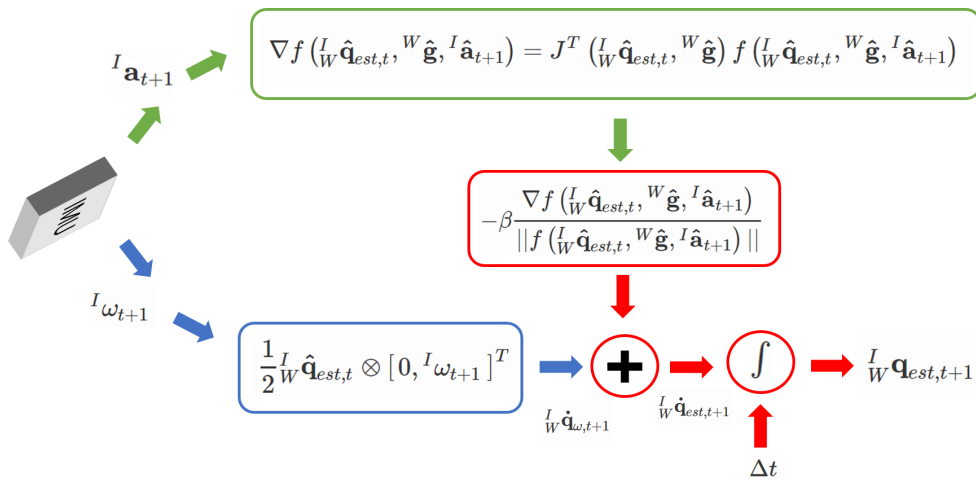 ∇f(ᴵ_W q̂_{est,t}, ᵂĝ, ᴵâ_{t+1}) = Jᵀ(ᴵ_W q̂_{est,t}, ᵂĝ) f(ᴵ_W q̂_{est,t}, ᵂĝ, ᴵâ_{t+1})
ᴵa_{t+1}
IMU
−β ∇f(ᴵ_W q̂_{est,t}, ᵂĝ, ᴵâ_{t+1}) / ||f(ᴵ_W q̂_{est,t}, ᵂĝ, ᴵâ_{t+1})||
ᴵω_{t+1}
1/2 ᴵ_W q̂_{est,t} ⊗ [0, ᴵω_{t+1}]ᵀ
+
∫
ᴵ_W q_{est,t+1}
ᴵ_W q̇_{ω,t+1}
ᴵ_W q̇_{est,t+1}
Δt